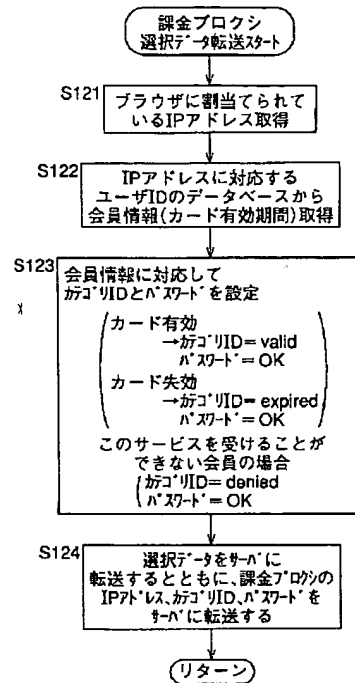 課金プロクシ
選択データ転送スタート
S121
ブラウザに割当てられて
いるIPアドレス取得
S122
IPアドレスに対応する
ユーザIDのデータベースから
会員情報(カード有効期間)取得
S123
会員情報に対応して
ｶﾃｺﾞﾘIDとﾊﾟｽﾜｰﾄﾞを設定
カード有効
→ｶﾃｺﾞﾘID=valid
ﾊﾟｽﾜｰﾄﾞ=OK
カード失効
→ｶﾃｺﾞﾘID=expired
ﾊﾟｽﾜｰﾄﾞ=OK
このサービスを受けることが
できない会員の場合
ｶﾃｺﾞﾘID=denied
ﾊﾟｽﾜｰﾄﾞ=OK
S124
選択データをサーバに
転送するとともに、課金プロクシの
IPｱﾄﾞﾚｽ､ｶﾃｺﾞﾘID､ﾊﾟｽﾜｰﾄﾞを
サーバに転送する
リターン